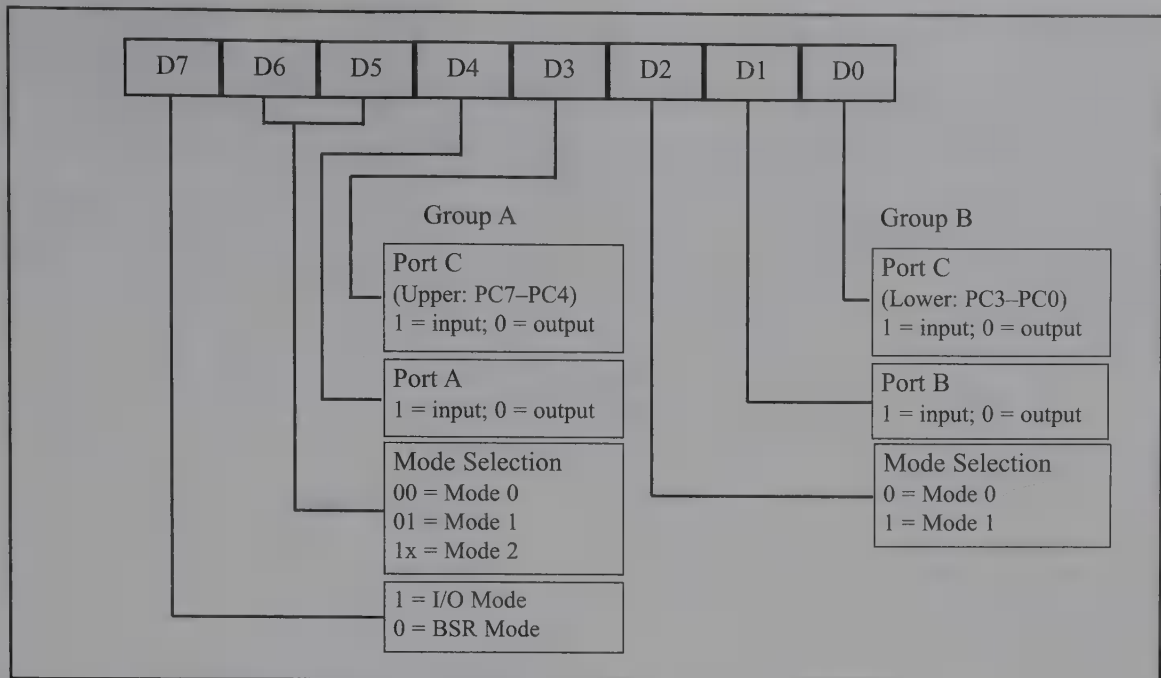 D7 D6 D5 D4 D3 D2 D1 D0
Group A
Port C
(Upper: PC7–PC4)
1 = input; 0 = output
Port A
1 = input; 0 = output
Mode Selection
00 = Mode 0
01 = Mode 1
1x = Mode 2
1 = I/O Mode
0 = BSR Mode
Group B
Port C
(Lower: PC3–PC0)
1 = input; 0 = output
Port B
1 = input; 0 = output
Mode Selection
0 = Mode 0
1 = Mode 1